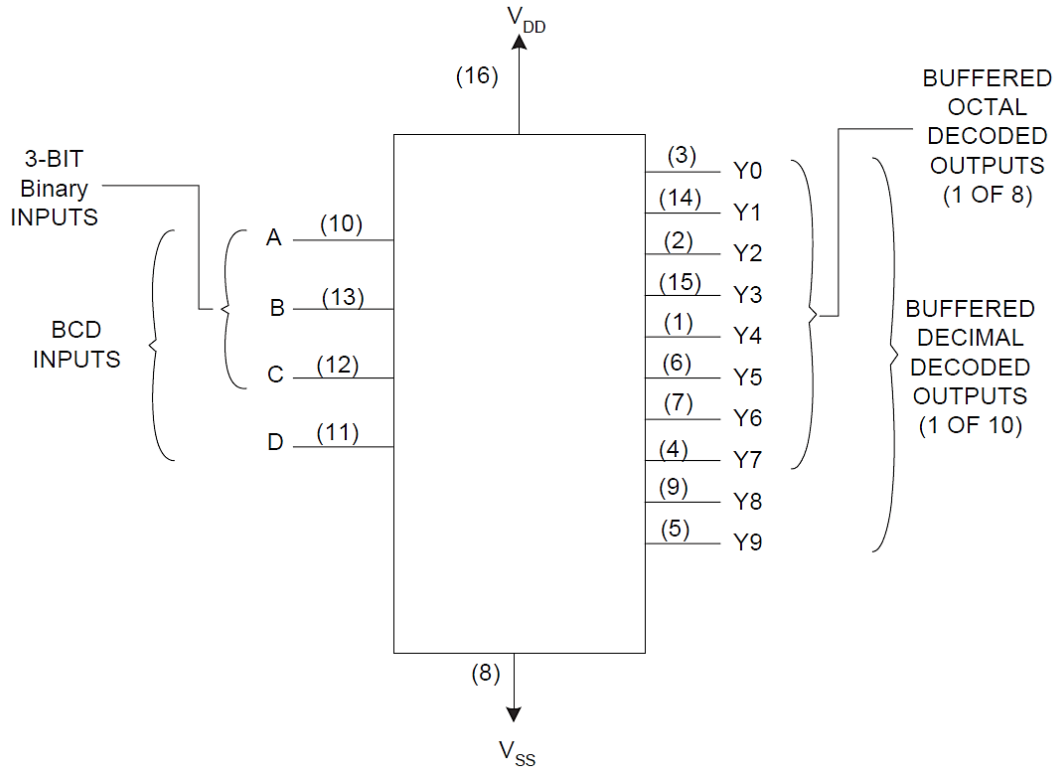 V_DD
(16)
BUFFERED
OCTAL
DECODED
OUTPUTS
(1 OF 8)
3-BIT
Binary
INPUTS
BCD
INPUTS
A (10)
B (13)
C (12)
D (11)
(3) Y0
(14) Y1
(2) Y2
(15) Y3
(1) Y4
(6) Y5
(7) Y6
(4) Y7
(9) Y8
(5) Y9
BUFFERED
DECIMAL
DECODED
OUTPUTS
(1 OF 10)
(8)
V_SS